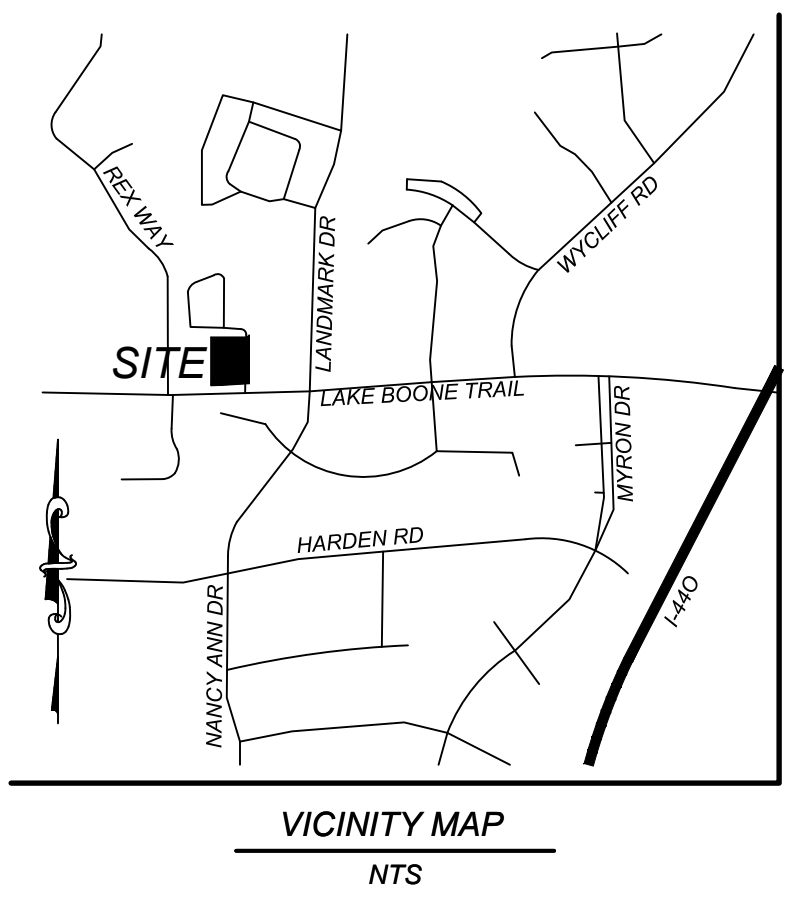 REX WAY
WYCLIFF RD
LANDMARK DR
SITE
LAKE BOONE TRAIL
MYRON DR
HARDEN RD
I-440
NANCY ANN DR
VICINITY MAP
NTS